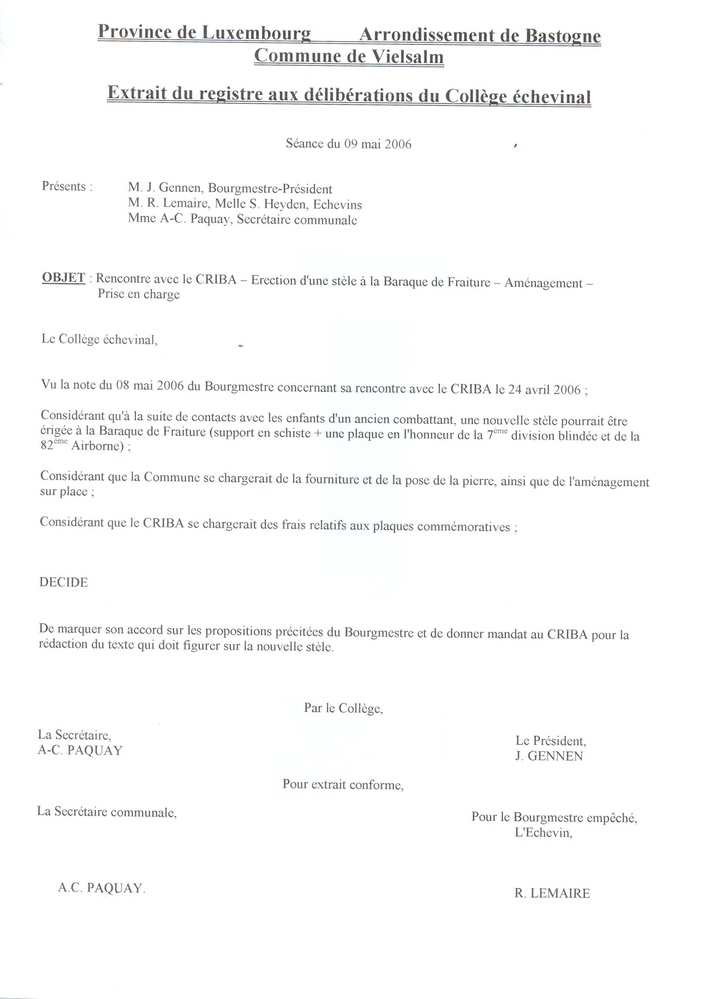 Province de Luxembourg Arrondissement de Bastogne
Commune de Vielsalm
Extrait du registre aux délibérations du Collège échevinal
Séance du 09 mai 2006
Présents : M. J. Gennen, Bourgmestre-Président
M. R. Lemaire, Melle S. Heyden, Echevins
Mme A-C. Paquay, Secrétaire communale
OBJET : Rencontre avec le CRIBA – Erection d'une stèle à la Baraque de Fraiture – Aménagement –
Prise en charge
Le Collège échevinal,
Vu la note du 08 mai 2006 du Bourgmestre concernant sa rencontre avec le CRIBA le 24 avril 2006 ;
Considérant qu'à la suite de contacts avec les enfants d'un ancien combattant, une nouvelle stèle pourrait être
érigée à la Baraque de Fraiture (support en schiste + une plaque en l'honneur de la 7ème division blindée et de la
82ème Airborne) ;
Considérant que la Commune se chargerait de la fourniture et de la pose de la pierre, ainsi que de l'aménagement
sur place ;
Considérant que le CRIBA se chargerait des frais relatifs aux plaques commémoratives ;
DECIDE
De marquer son accord sur les propositions précitées du Bourgmestre et de donner mandat au CRIBA pour la
rédaction du texte qui doit figurer sur la nouvelle stèle.
Par le Collège,
La Secrétaire,
A-C. PAQUAY
Le Président,
J. GENNEN
Pour extrait conforme,
La Secrétaire communale,
Pour le Bourgmestre empêché,
L'Echevin,
A.C. PAQUAY.
R. LEMAIRE